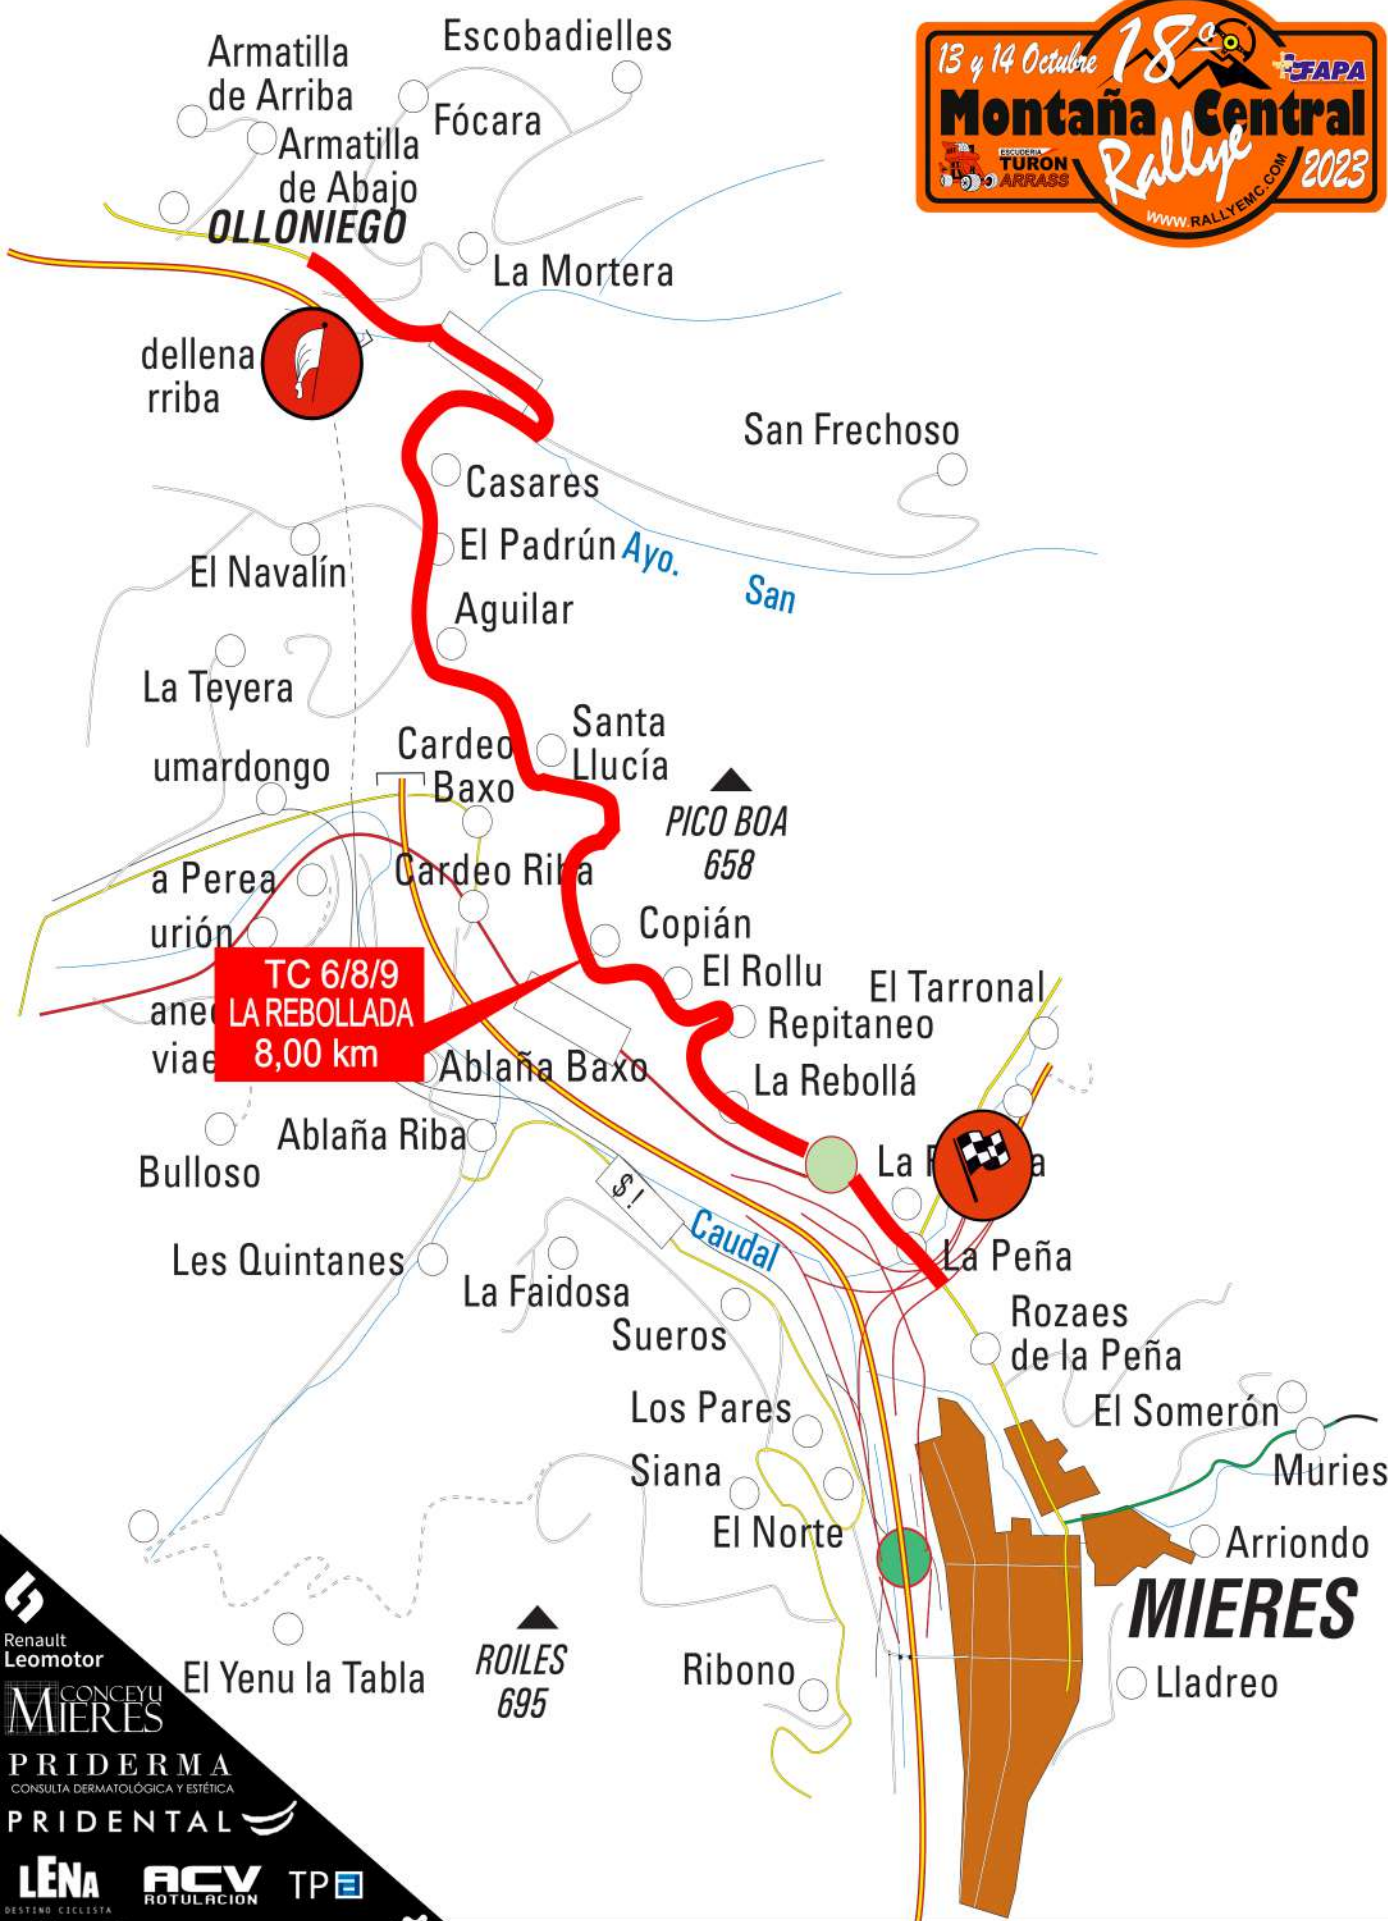 Armatilla
de Arriba
Escobadielles
Fócara
Armatilla
de Abajo
OLLONIEGO
La Mortera
13 y 14 Octubre
18ª
FAPA
Montaña Central
Rallye
ESCUDERIA
TURON
ARRASS
2023
WWW.RALLYEMC.COM
dellena
rriba
San Frechoso
Casares
El Padrún
Ayo.
San
El Navalín
Aguilar
La Teyera
Santa
Llucía
Cardeo
Baxo
umardongo
PICO BOA
658
a Perea
Cardeo Riba
urión
Copián
El Rollu
El Tarronal
TC 6/8/9
LA REBOLLADA
8,00 km
ane
viae
Repitaneo
Ablaña Baxo
La Rebollá
Ablaña Riba
Bulloso
La
a
$!
Caudal
Les Quintanes
La Peña
La Faidosa
Sueros
Rozaes
de la Peña
Los Pares
El Somerón
Siana
Muries
El Norte
Arriondo
MIERES
ROILES
695
El Yenu la Tabla
Ribono
Lladreo
Renault
Leomotor
CONCEYU
MIERES
PRIDERMA
CONSULTA DERMATOLÓGICA Y ESTÉTICA
PRIDENTAL
LENA
DESTINO CICLISTA
ACV
ROTULACION
TPA